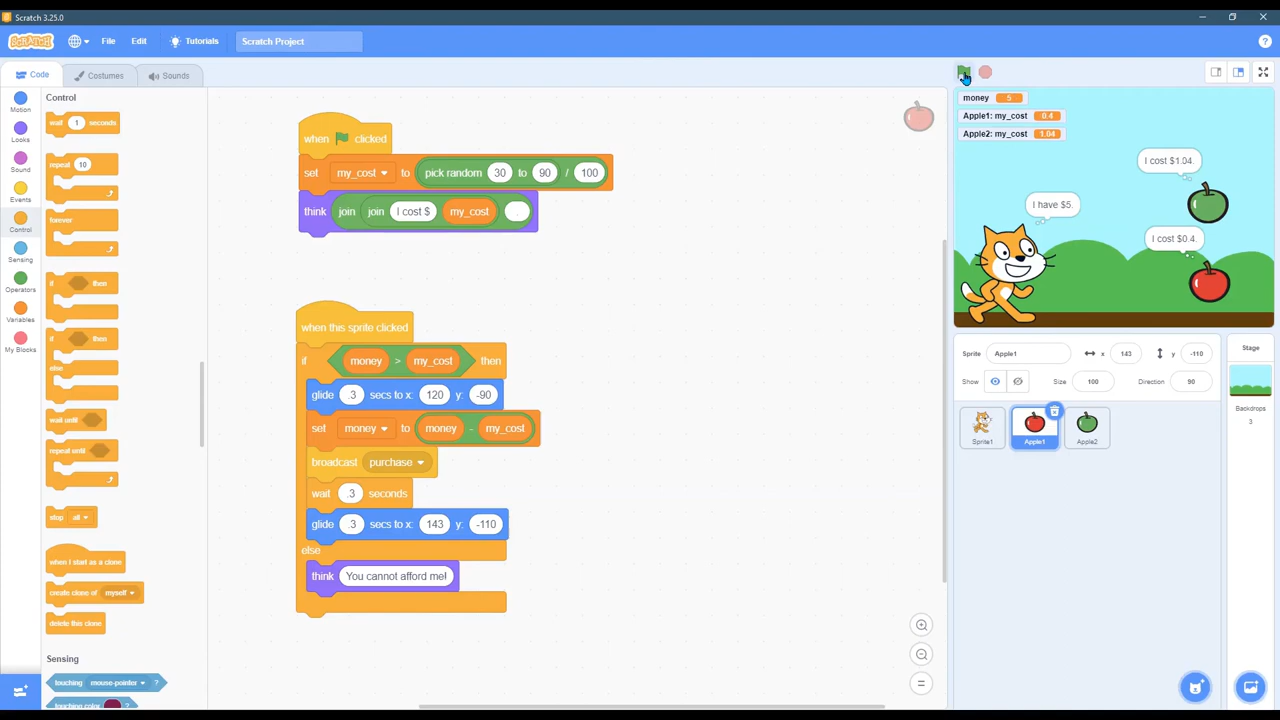 Scratch 3.25.0
SCRATCH File Edit Tutorials Scratch Project
Code Costumes Sounds
Motion
Looks
Sound
Events
Control
Sensing
Operators
Variables
My Blocks
Control
wait 1 seconds
repeat 10
forever
if then
if then
else
wait until
repeat until
stop all
when I start as a clone
create clone of myself
delete this clone
Sensing
touching mouse-pointer ?
touching color ?
when clicked
set my_cost to pick random 30 to 90 / 100
think join join I cost $ my_cost .
when this sprite clicked
if money > my_cost then
glide .3 secs to x: 120 y: -90
set money to money - my_cost
broadcast purchase
wait .3 seconds
glide .3 secs to x: 143 y: -110
else
think You cannot afford me!
money 5
Apple1: my_cost 0.4
Apple2: my_cost 1.04
I cost $1.04.
I have $5.
I cost $0.4.
Sprite Apple1 x 143 y -110
Show Size 100 Direction 90
Sprite1 Apple1 Apple2
Stage
Backdrops
3